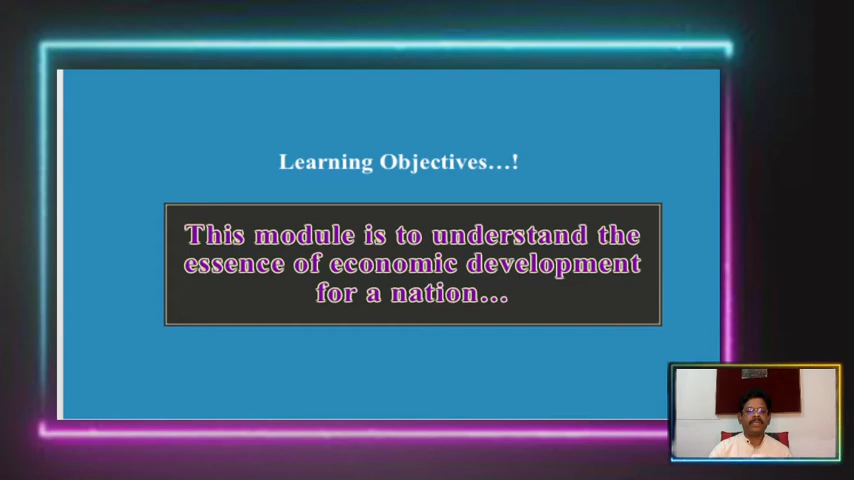 Learning Objectives...!
This module is to understand the
essence of economic development
for a nation...